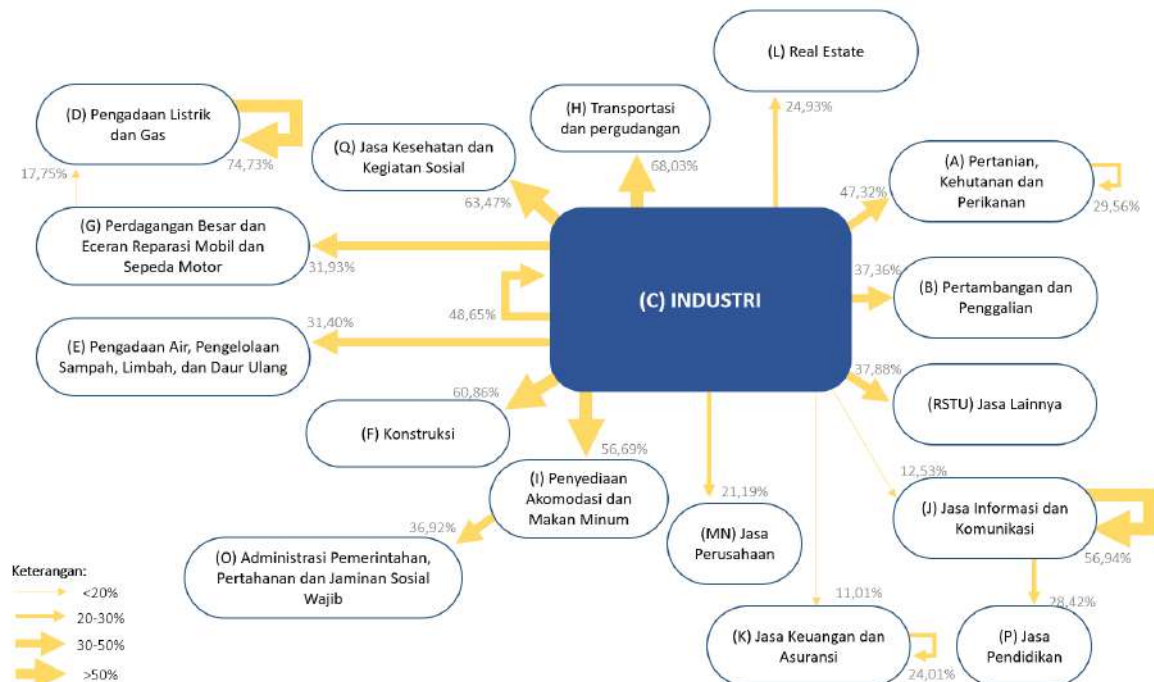 (L) Real Estate
24,93%
(D) Pengadaan Listrik
dan Gas
74,73%
17,75%
(H) Transportasi
dan pergudangan
68,03%
(Q) Jasa Kesehatan dan
Kegiatan Sosial
63,47%
(A) Pertanian,
Kehutanan dan
Perikanan
47,32%
29,56%
(G) Perdagangan Besar dan
Eceran Reparasi Mobil dan
Sepeda Motor
31,93%
(C) INDUSTRI
48,65%
37,36%
(B) Pertambangan dan
Penggalian
31,40%
(E) Pengadaan Air, Pengelolaan
Sampah, Limbah, dan Daur Ulang
37,88%
(RSTU) Jasa Lainnya
60,86%
(F) Konstruksi
56,69%
(I) Penyediaan
Akomodasi dan
Makan Minum
36,92%
(O) Administrasi Pemerintahan,
Pertahanan dan Jaminan Sosial
Wajib
21,19%
(MN) Jasa
Perusahaan
12,53%
(J) Jasa Informasi dan
Komunikasi
56,94%
11,01%
(K) Jasa Keuangan dan
Asuransi
24,01%
28,42%
(P) Jasa
Pendidikan
Keterangan:
<20%
20-30%
30-50%
>50%